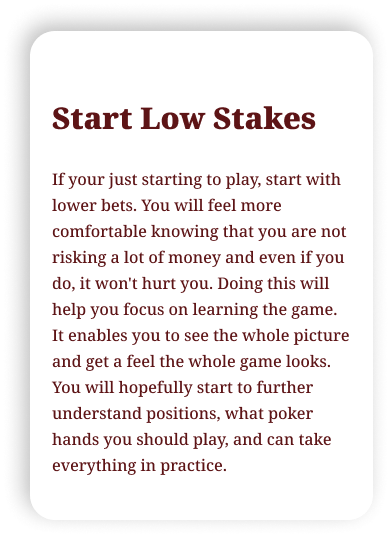 Start Low Stakes
If your just starting to play, start with
lower bets. You will feel more
comfortable knowing that you are not
risking a lot of money and even if you
do, it won't hurt you. Doing this will
help you focus on learning the game.
It enables you to see the whole picture
and get a feel the whole game looks.
You will hopefully start to further
understand positions, what poker
hands you should play, and can take
everything in practice.